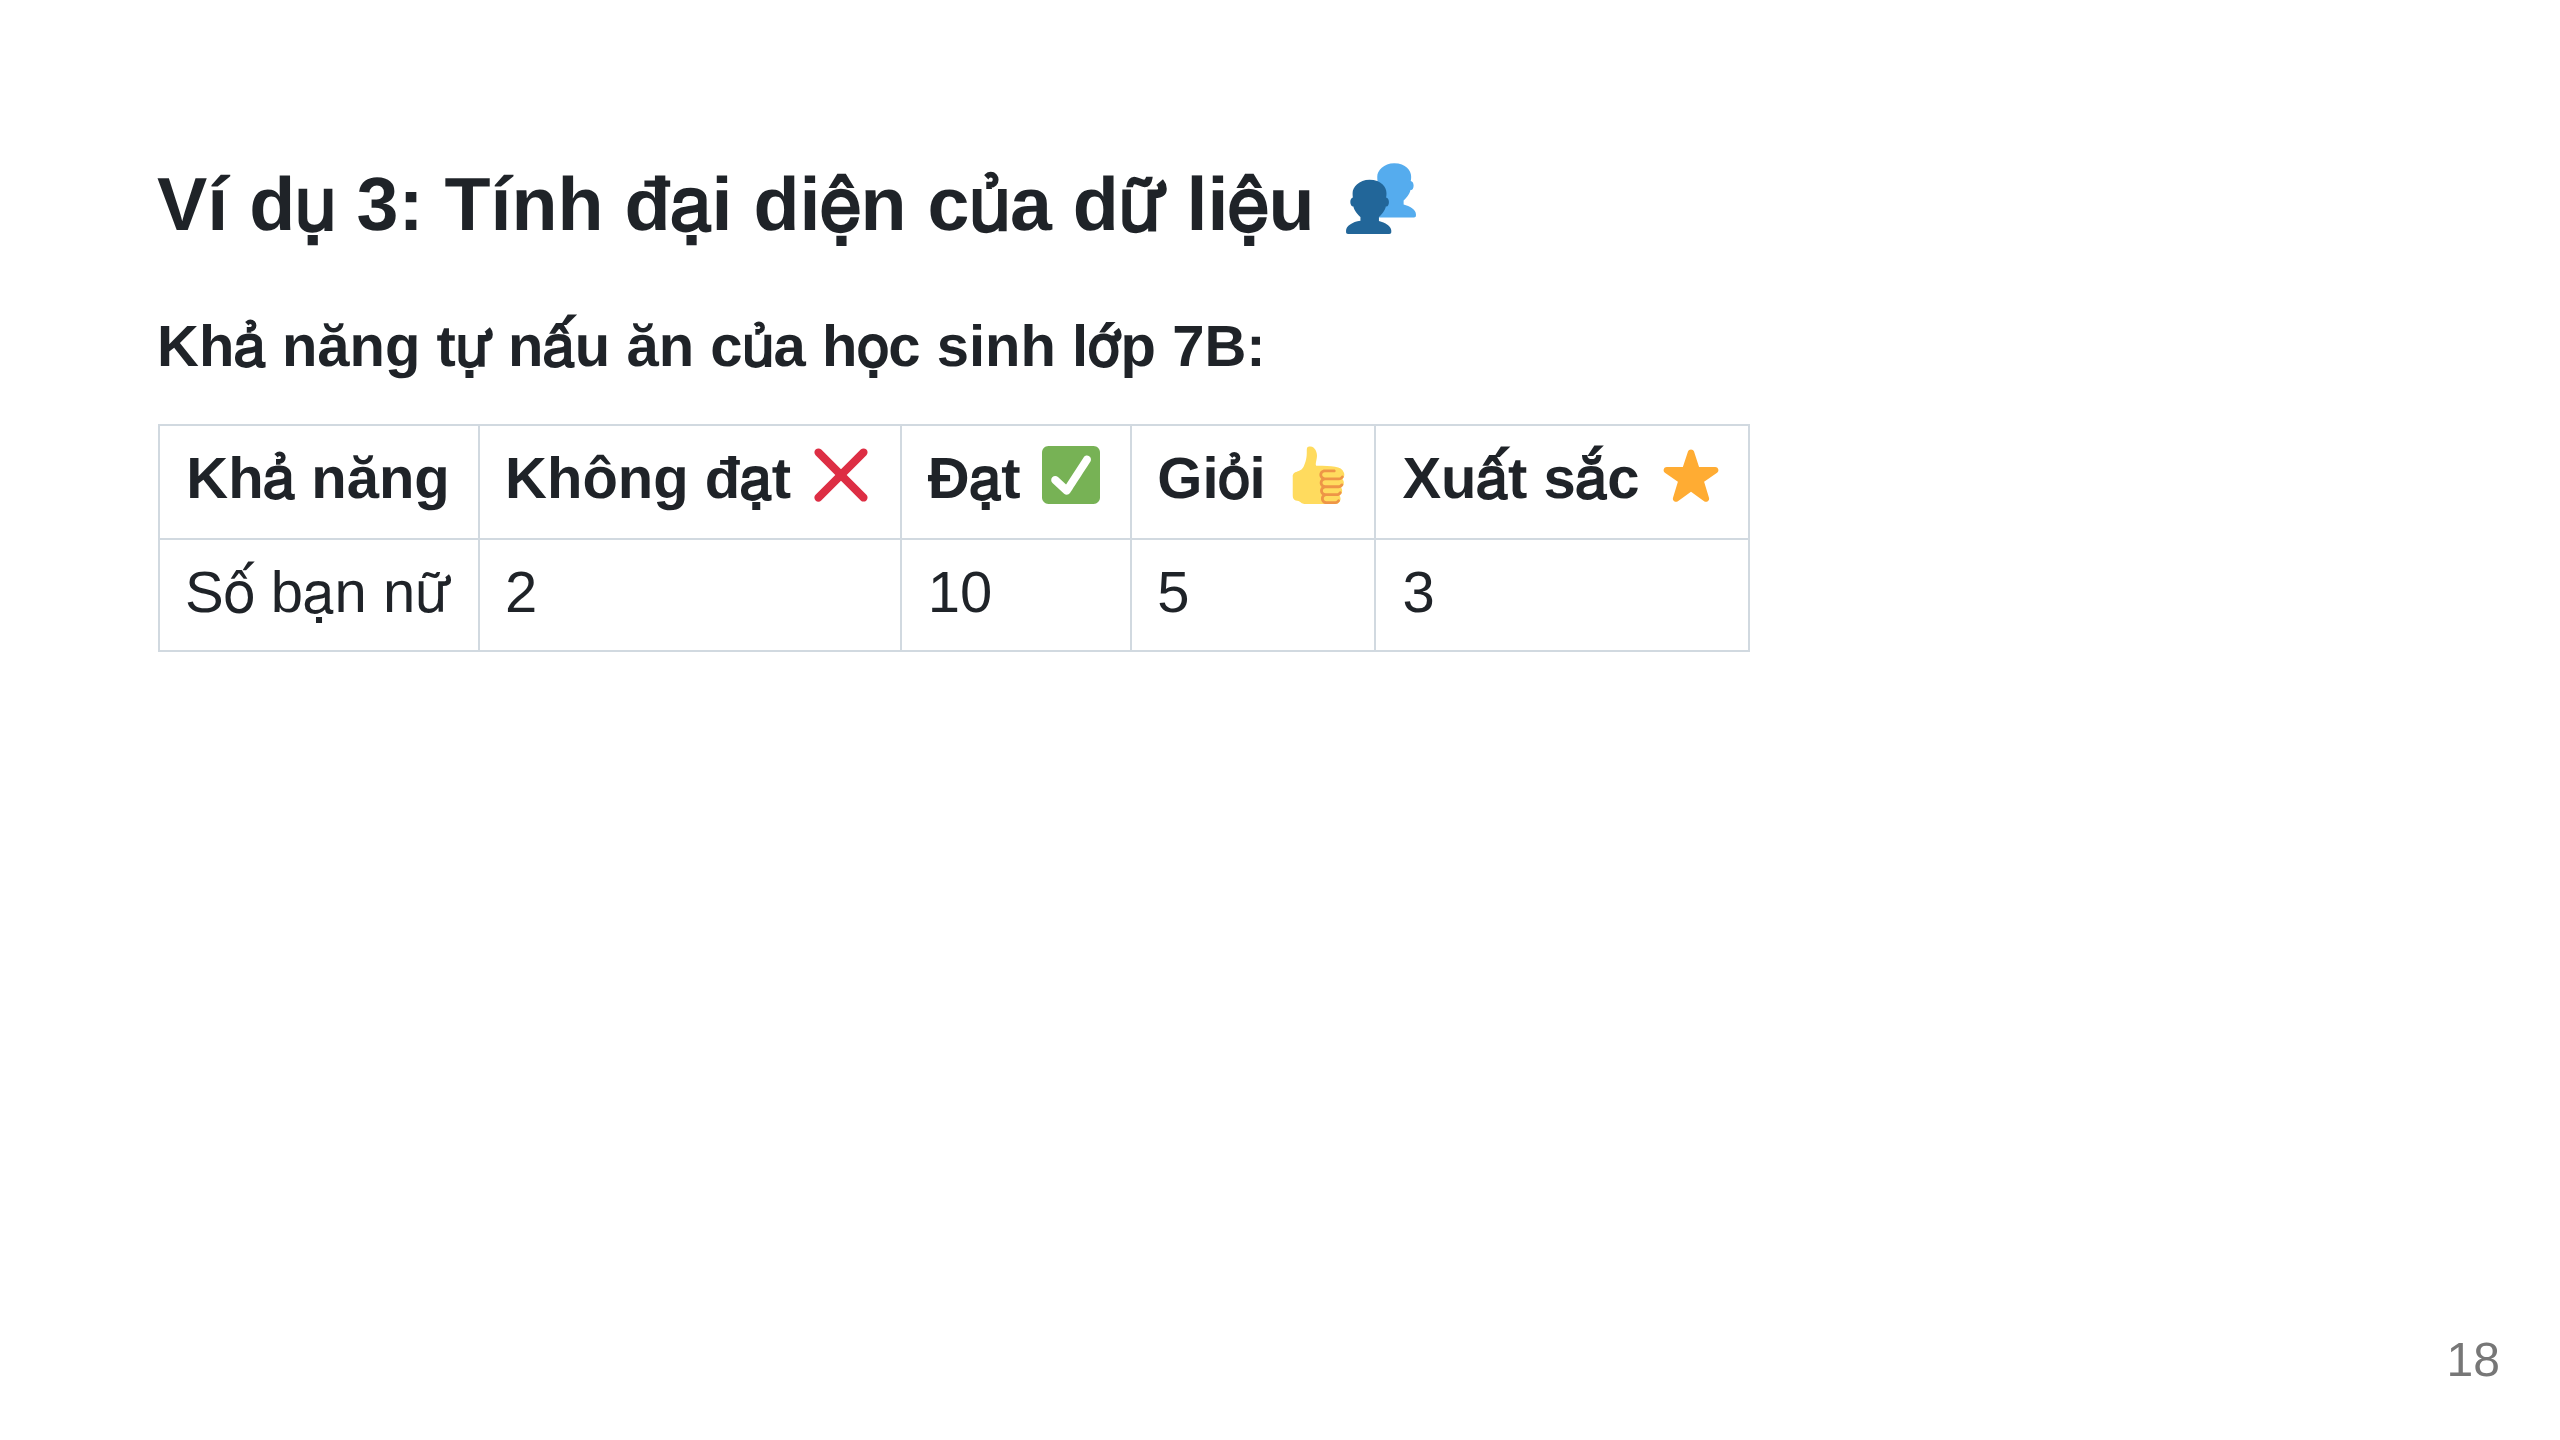 Ví dụ 3: Tính đại diện của dữ liệu 👥
Khả năng tự nấu ăn của học sinh lớp 7B:
Khả năng Không đạt ❌ Đạt ✅ Giỏi 👍 Xuất sắc ⭐
Số bạn nữ 2 10 5 3
18